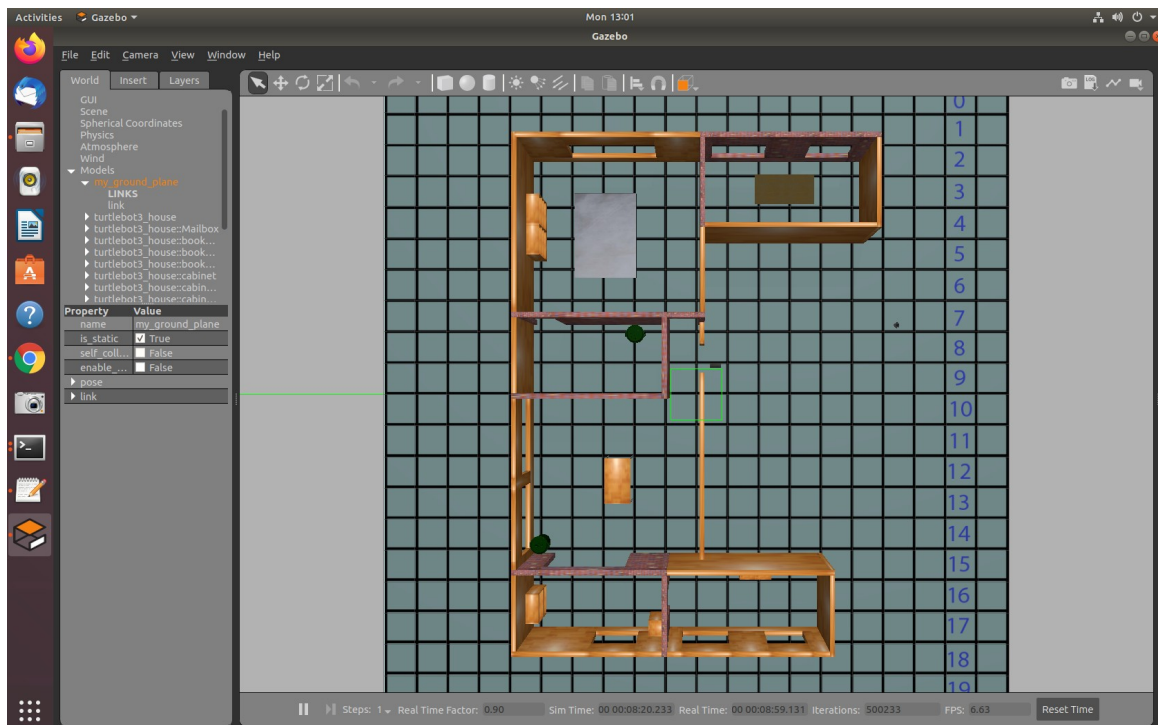 Activities Gazebo Mon 13:01
Gazebo
File Edit Camera View Window Help
World Insert Layers
GUI
Scene
Spherical Coordinates
Physics
Atmosphere
Wind
Models
my_ground_plane
LINKS
link
turtlebot3_house
turtlebot3_house::Mailbox
turtlebot3_house::book...
turtlebot3_house::book...
turtlebot3_house::book...
turtlebot3_house::cabinet
turtlebot3_house::cabin...
turtlebot3_house::cabin...
Property Value
name my_ground_plane
is_static True
self_coll... False
enable_... False
pose
link
0
1
2
3
4
5
6
7
8
9
10
11
12
13
14
15
16
17
18
19
Steps: 1 Real Time Factor: 0.90 Sim Time: 00 00:08:20.233 Real Time: 00 00:08:59.131 Iterations: 500233 FPS: 6.63 Reset Time